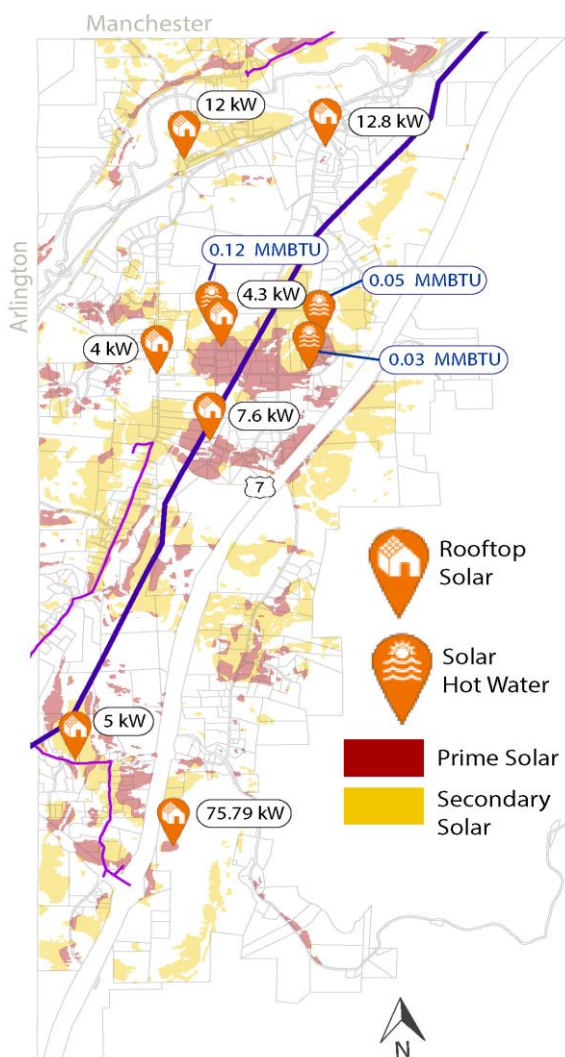 Manchester
12 kW
12.8 kW
Arlington
0.12 MMBTU
4.3 kW
0.05 MMBTU
4 kW
0.03 MMBTU
7.6 kW
7
Rooftop
Solar
Solar
Hot Water
5 kW
Prime Solar
Secondary
Solar
75.79 kW
N